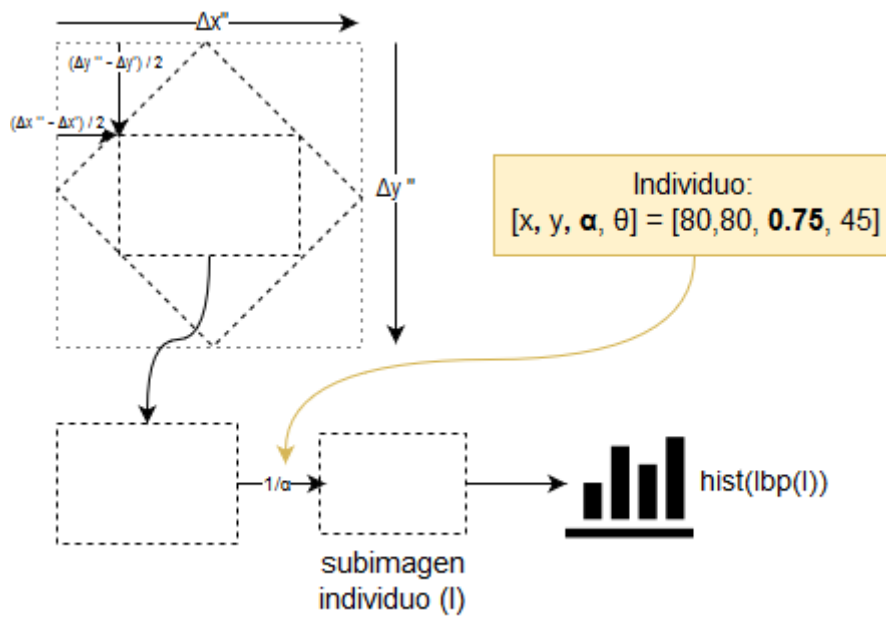 Δx'''
(Δy ''' - Δy') / 2
(Δx ''' - Δx') / 2
Δy '''
Individuo:
[x, y, α, θ] = [80,80, 0.75, 45]
1/α
hist(lbp(I))
subimagen
individuo (I)